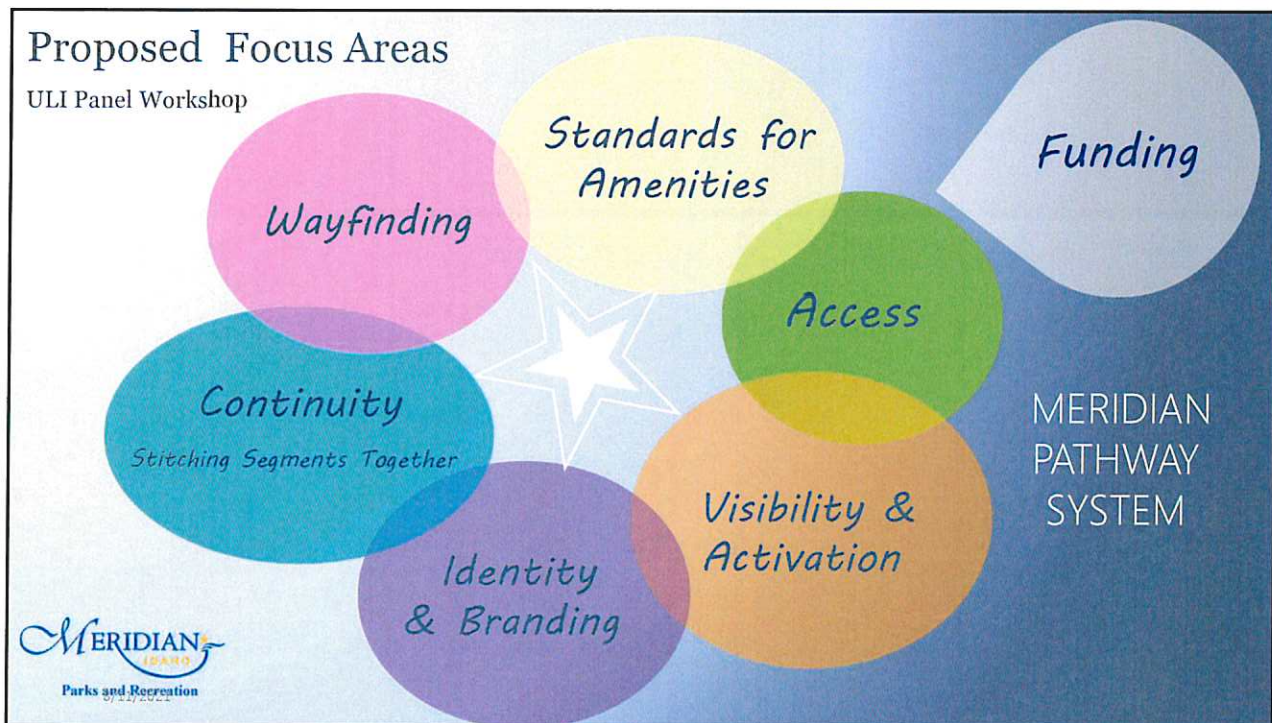 Proposed Focus Areas
ULI Panel Workshop
Standards for
Amenities
Funding
Wayfinding
Access
Continuity
Stitching Segments Together
MERIDIAN
PATHWAY
SYSTEM
Visibility &
Activation
Identity
& Branding
MERIDIAN
IDAHO
Parks and Recreation